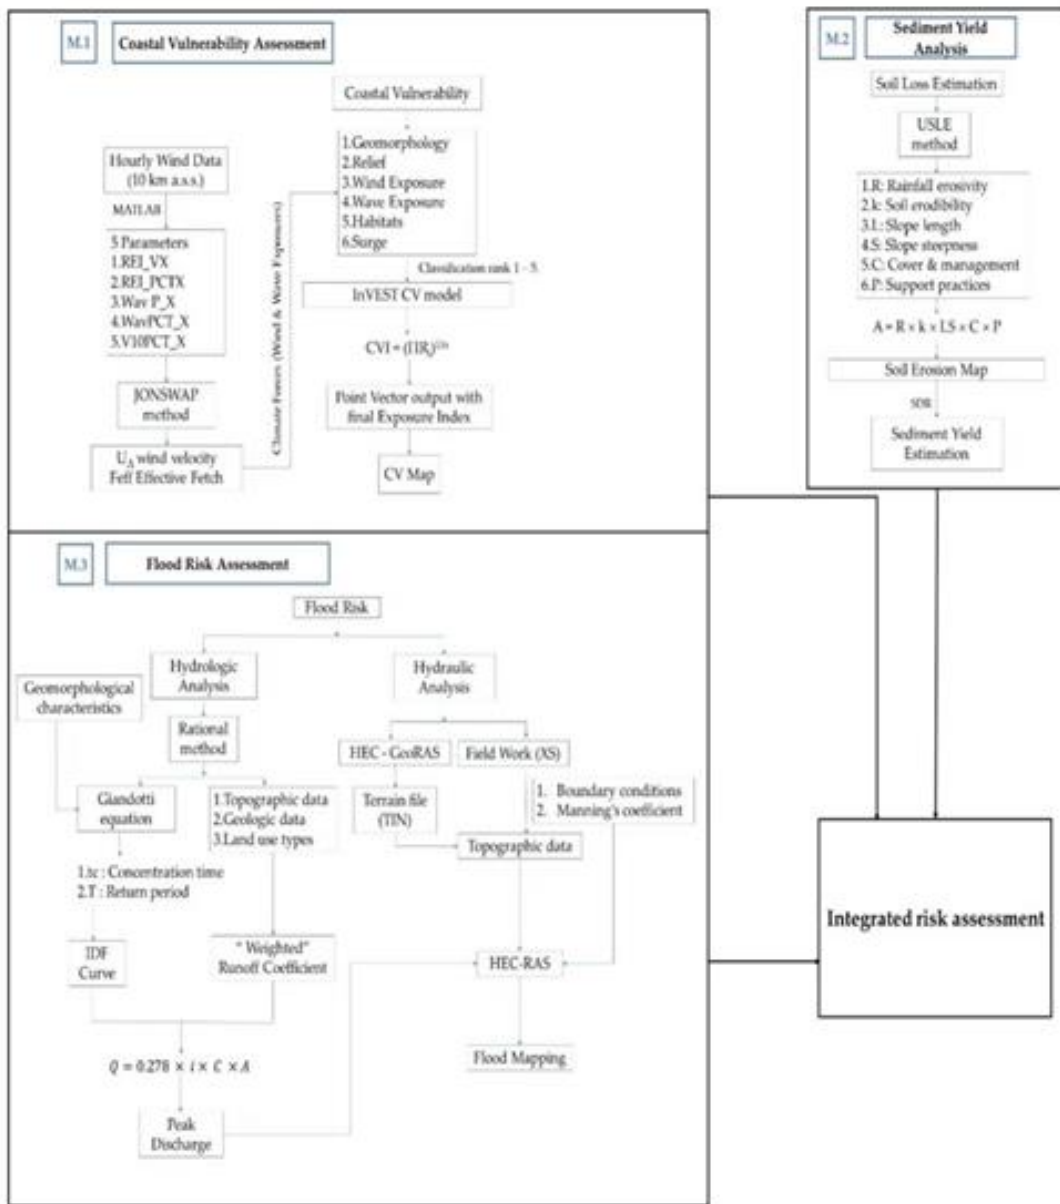 M.1
Coastal Vulnerability Assessment
Coastal Vulnerability
Hourly Wind Data
(10 km a.s.s.)
MATLAB
5 Parameters
1.REI_VX
2.REI_PCTX
3.Wav P_X
4.WavPCT_X
5.V10PCT_X
JONSWAP
method
UA wind velocity
Feff Effective Fetch
Climate Forces (Wind & Wave Exposures)
1.Geomorphology
2.Relief
3.Wind Exposure
4.Wave Exposure
5.Habitats
6.Surge
Classification rank 1 – 5
InVEST CV model
CVI = (ΠRi)
Point Vector output with
final Exposure Index
CV Map
M.2
Sediment Yield
Analysis
Soil Loss Estimation
USLE
method
1.R: Rainfall erosivity
2.k: Soil erodibility
3.L: Slope length
4.S: Slope steepness
5.C: Cover & management
6.P: Support practices
A = R × k × LS × C × P
Soil Erosion Map
SDR
Sediment Yield
Estimation
M.3
Flood Risk Assessment
Flood Risk
Hydrologic
Analysis
Hydraulic
Analysis
Geomorphological
characteristics
Rational
method
HEC - GeoRAS
Field Work (XS)
Giandotti
equation
1.Topographic data
2.Geologic data
3.Land use types
Terrain file
(TIN)
1. Boundary conditions
2. Manning's coefficient
Topographic data
1.tc : Concentration time
2.T : Return period
IDF
Curve
" Weighted"
Runoff Coefficient
HEC-RAS
Q = 0.278 × i × C × A
Flood Mapping
Peak
Discharge
Integrated risk assessment